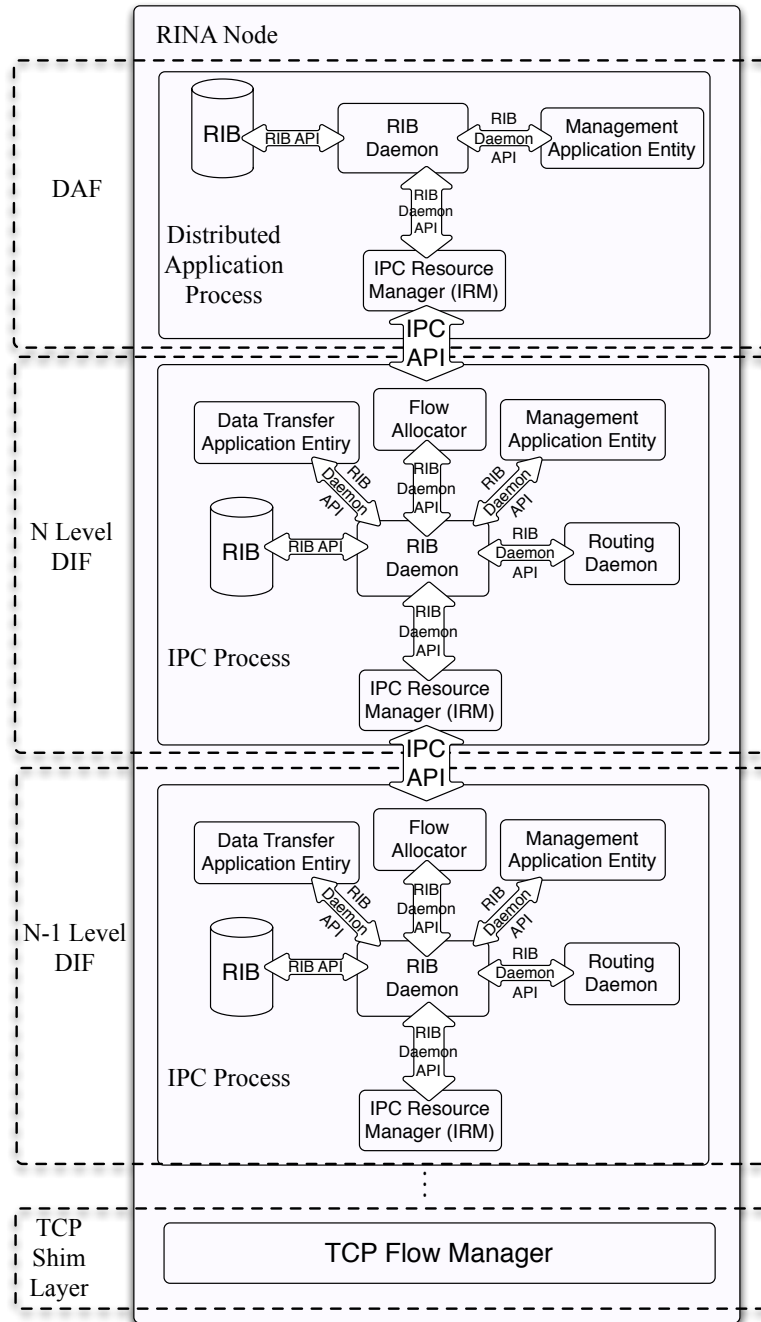 RINA Node
DAF
RIB
RIB API
RIB
Daemon
RIB
Daemon
API
Management
Application Entity
RIB
Daemon
API
Distributed
Application
Process
IPC Resource
Manager (IRM)
IPC
API
N Level
DIF
Data Transfer
Application Entiry
Flow
Allocator
Management
Application Entity
RIB
Daemon
API
RIB
Daemon
API
RIB
Daemon
API
RIB
RIB API
RIB
Daemon
RIB
Daemon
API
Routing
Daemon
RIB
Daemon
API
IPC Process
IPC Resource
Manager (IRM)
IPC
API
N-1 Level
DIF
Data Transfer
Application Entiry
Flow
Allocator
Management
Application Entity
RIB
Daemon
API
RIB
Daemon
API
RIB
Daemon
API
RIB
RIB API
RIB
Daemon
RIB
Daemon
API
Routing
Daemon
RIB
Daemon
API
IPC Process
IPC Resource
Manager (IRM)
TCP
Shim
Layer
TCP Flow Manager